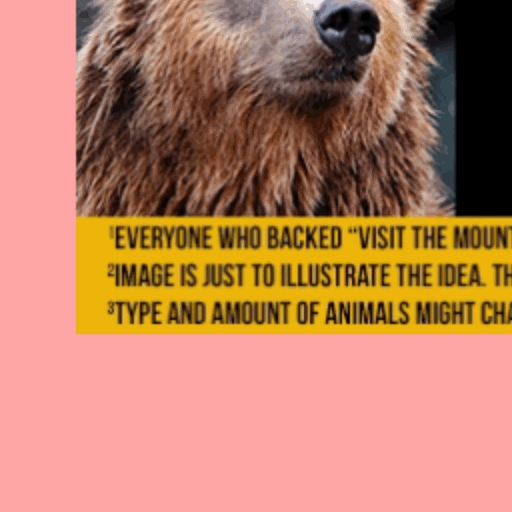 ¹EVERYONE WHO BACKED “VISIT THE MOUNT
²IMAGE IS JUST TO ILLUSTRATE THE IDEA. TH
³TYPE AND AMOUNT OF ANIMALS MIGHT CHA